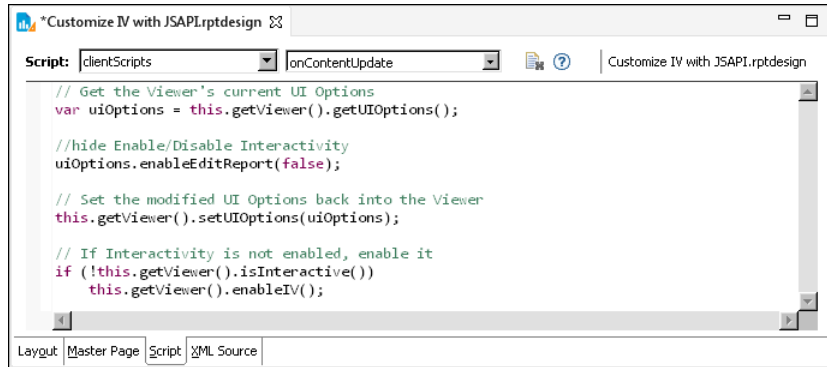 *Customize IV with JSAPI.rptdesign
Script: clientScripts onContentUpdate Customize IV with JSAPI.rptdesign
// Get the Viewer's current UI Options
var uiOptions = this.getViewer().getUIOptions();
//hide Enable/Disable Interactivity
uiOptions.enableEditReport(false);
// Set the modified UI Options back into the Viewer
this.getViewer().setUIOptions(uiOptions);
// If Interactivity is not enabled, enable it
if (!this.getViewer().isInteractive())
this.getViewer().enableIV();
Layout Master Page Script XML Source